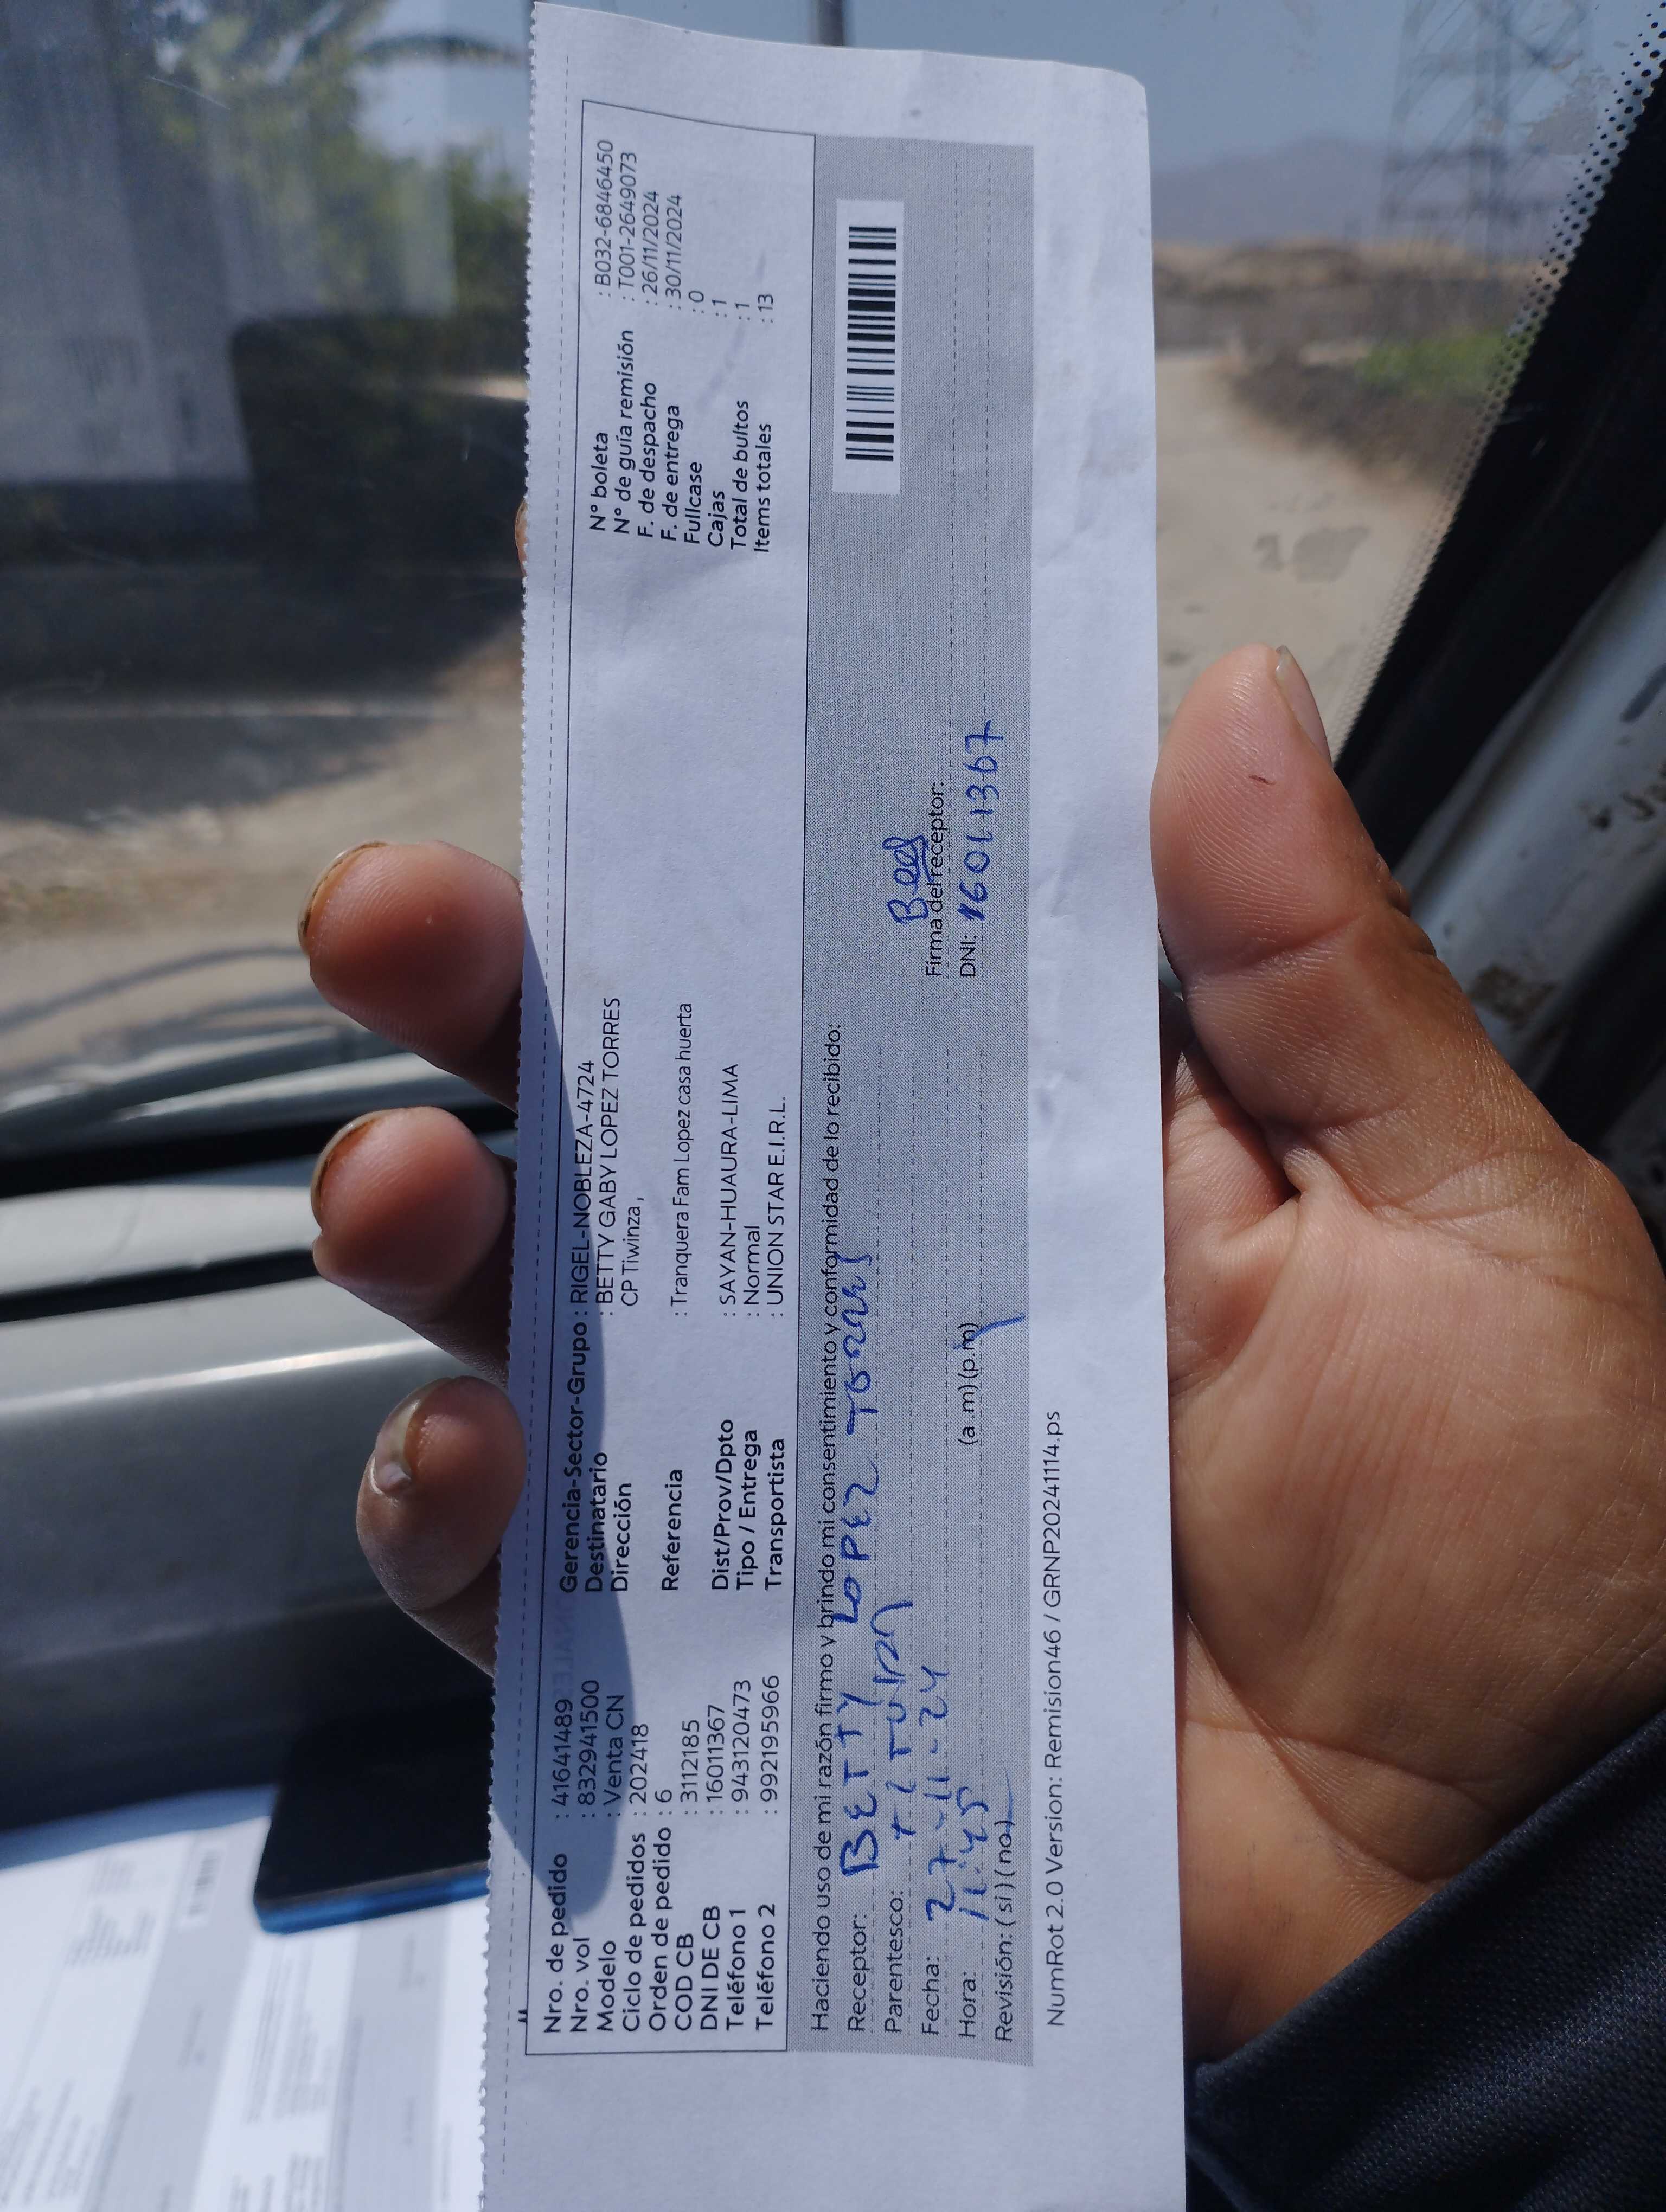 Nro. de pedido : 41641489
Nro. vol : 832941500
Modelo : Venta CN
Ciclo de pedidos : 202418
Orden de pedido : 6
COD CB : 3112185
DNI DE CB : 16011367
Teléfono 1 : 943120473
Teléfono 2 : 992195966
Gerencia-Sector-Grupo : RIGEL-NOBLEZA-4724
Destinatario : BETTY GABY LOPEZ TORRES
Dirección CP Tiwinza ,
Referencia : Tranquera Fam Lopez casa huerta
Dist/Prov/Dpto : SAYAN-HUAURA-LIMA
Tipo / Entrega : Normal
Transportista : UNION STAR E.I.R.L.
N° boleta : B032-6846450
N° de guía remisión : T001-2649073
F. de despacho : 26/11/2024
F. de entrega : 30/11/2024
Fullcase : 0
Cajas : 1
Total de bultos : 1
Items totales : 13
Haciendo uso de mi razón firmo y brindo mi consentimiento y conformidad de lo recibido:
Receptor: BETTY LOPEZ TORRES
Parentesco: TITULAR
Fecha: 27-11-24
Hora: 1:45 (a .m) (p.m)
Revisión: ( si ) ( no )
Firma del receptor:
DNI: 16011367
NumRot 2.0 Version: Remision46 / GRNP20241114.ps